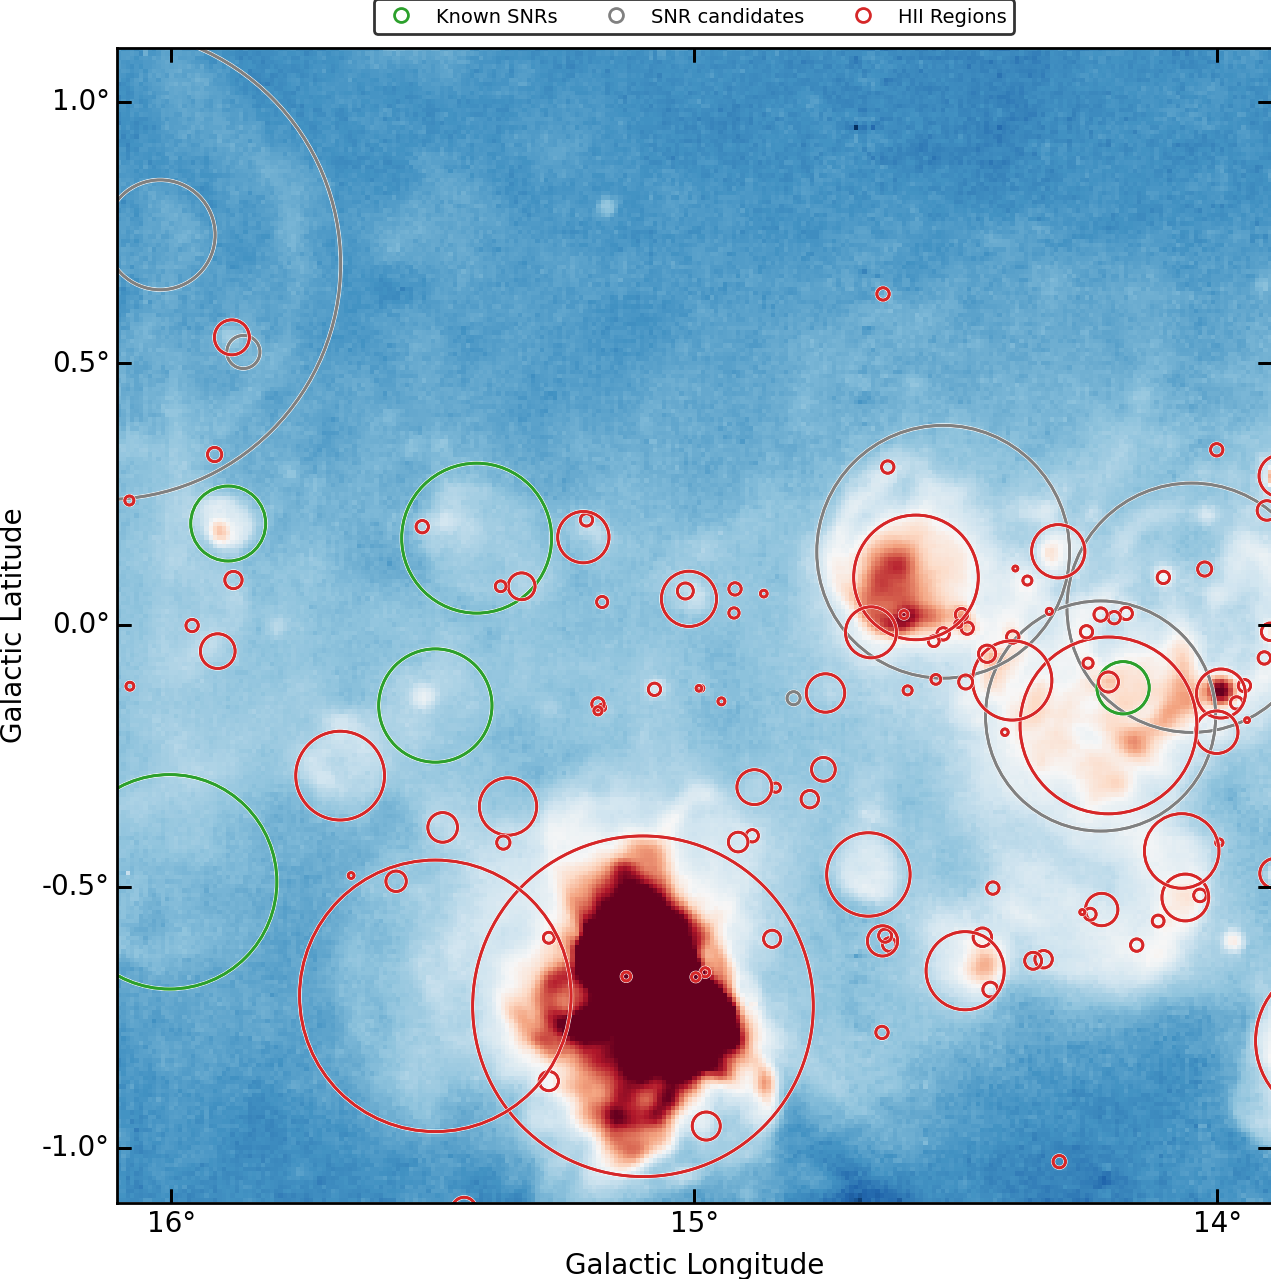 Known SNRs SNR candidates HII Regions
1.0°
0.5°
0.0°
-0.5°
-1.0°
Galactic Latitude
16° 15° 14°
Galactic Longitude